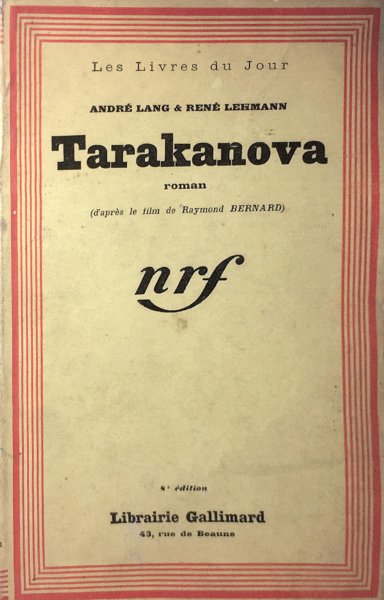 Les Livres du Jour
ANDRÉ LANG & RENÉ LEHMANN
Tarakanova
roman
(d'après le film de Raymond BERNARD)
nrf
8e édition
Librairie Gallimard
43, rue de Beaune